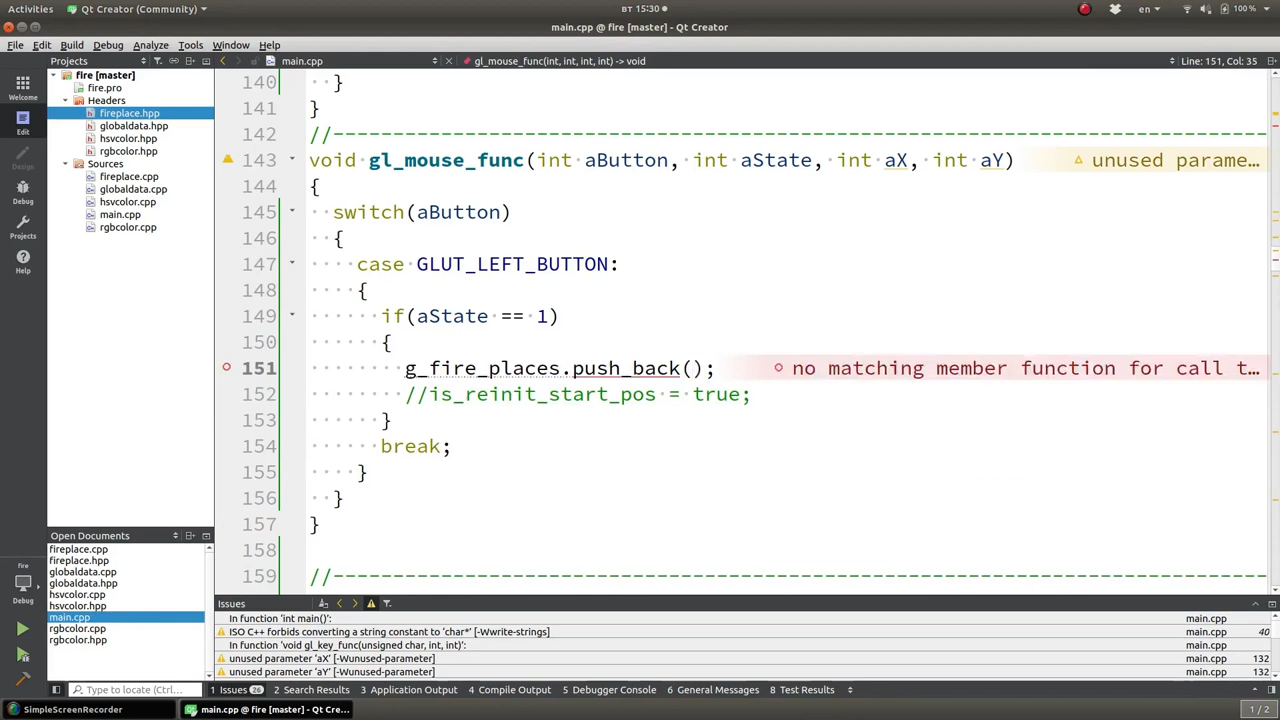 Activities Qt Creator (Community) BT 15:30 en 100 %
main.cpp @ fire [master] - Qt Creator
File Edit Build Debug Analyze Tools Window Help
Projects main.cpp gl_mouse_func(int, int, int, int) -> void Line: 151, Col: 35
Welcome
Edit
Design
Debug
Projects
Help
fire [master]
fire.pro
Headers
fireplace.hpp
globaldata.hpp
hsvcolor.hpp
rgbcolor.hpp
Sources
fireplace.cpp
globaldata.cpp
hsvcolor.cpp
main.cpp
rgbcolor.cpp
140 }
141 }
142 //------------------------------------------------------------------------------
143 void gl_mouse_func(int aButton, int aState, int aX, int aY) unused parame…
144 {
145 switch(aButton)
146 {
147 case GLUT_LEFT_BUTTON:
148 {
149 if(aState == 1)
150 {
151 g_fire_places.push_back(); no matching member function for call t…
152 //is_reinit_start_pos = true;
153 }
154 break;
155 }
156 }
157 }
158
159 //------------------------------------------------------------------------------
Open Documents
fireplace.cpp
fireplace.hpp
globaldata.cpp
globaldata.hpp
hsvcolor.cpp
hsvcolor.hpp
main.cpp
rgbcolor.cpp
rgbcolor.hpp
fire
Debug
Issues
In function 'int main()': main.cpp
ISO C++ forbids converting a string constant to 'char*' [-Wwrite-strings] main.cpp 40
In function 'void gl_key_func(unsigned char, int, int)': main.cpp
unused parameter 'aX' [-Wunused-parameter] main.cpp 132
unused parameter 'aY' [-Wunused-parameter] main.cpp 132
Type to locate (Ctrl... 1 Issues 26 2 Search Results 3 Application Output 4 Compile Output 5 Debugger Console 6 General Messages 8 Test Results
SimpleScreenRecorder main.cpp @ fire [master] - Qt Cre... 1 / 2